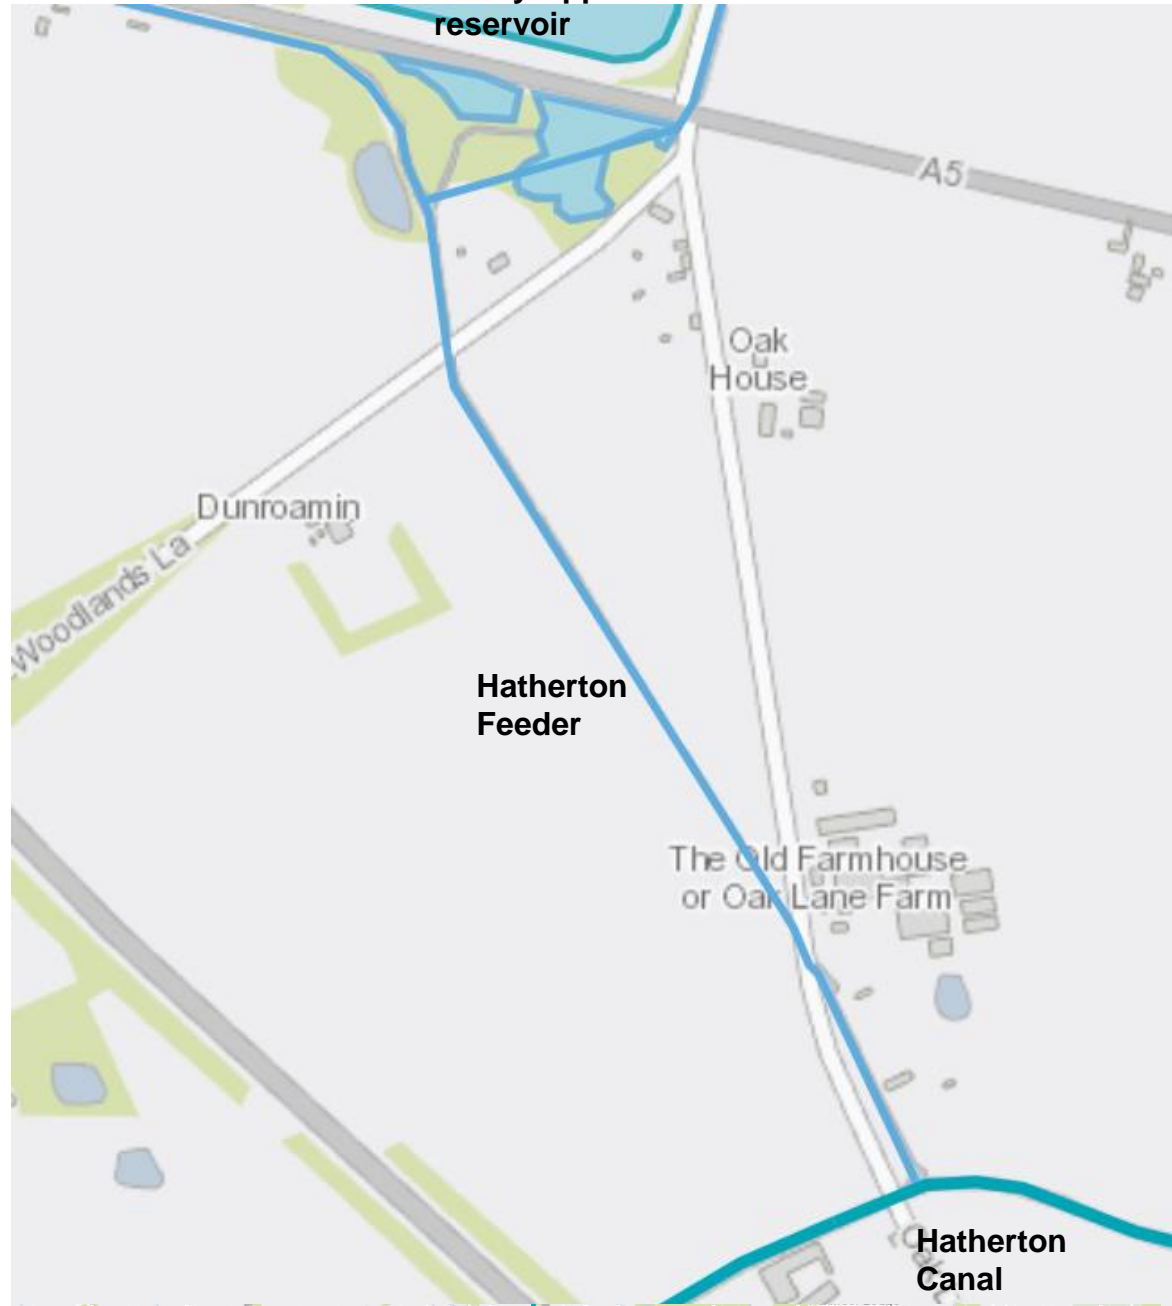 reservoir
A5
Oak
House
Dunroamin
Woodlands La
Hatherton
Feeder
The Old Farmhouse
or Oak Lane Farm
Hatherton
Canal